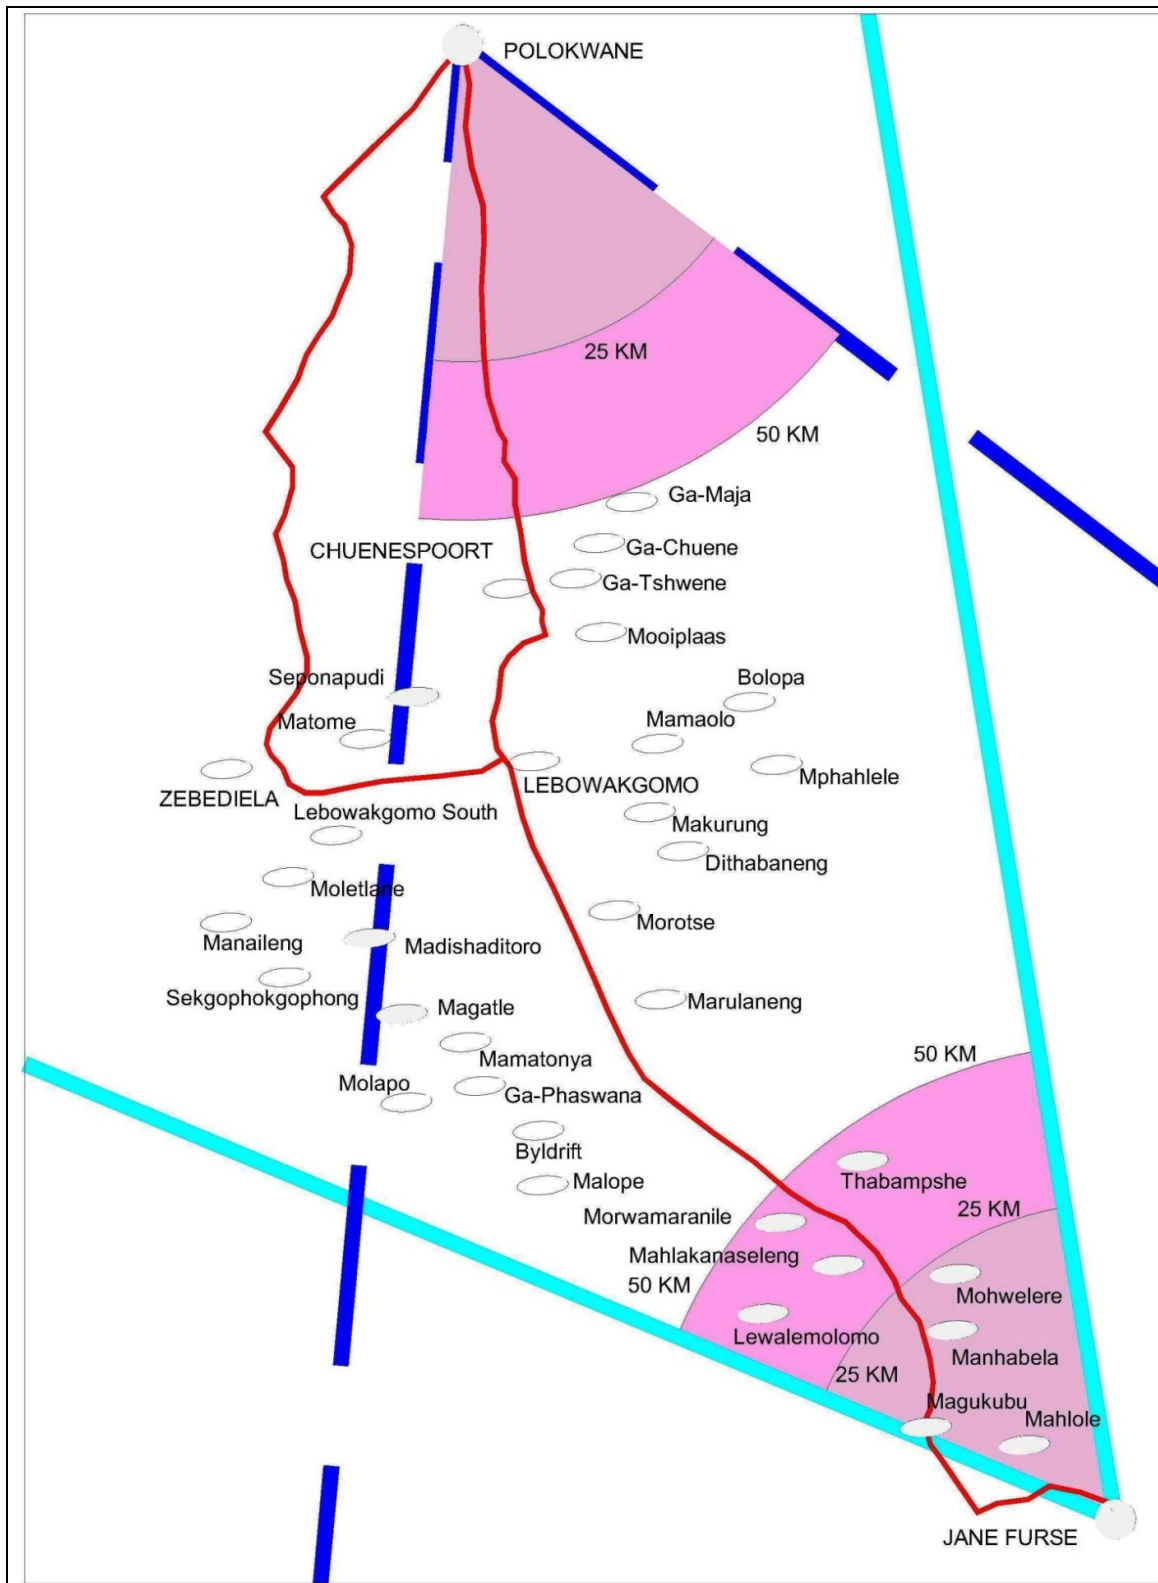 POLOKWANE
25 KM
50 KM
Ga-Maja
Ga-Chuene
CHUENESPOORT
Ga-Tshwene
Mooiplaas
Seponapudi
Bolopa
Matome
Mamaolo
Mphahlele
LEBOWAKGOMO
ZEBEDIELA
Lebowakgomo South
Makurung
Dithabaneng
Moletlane
Morotse
Manaileng
Madishaditoro
Sekgophokgophong
Magatle
Marulaneng
Mamatonya
50 KM
Molapo
Ga-Phaswana
Byldrift
Malope
Thabampshe
Morwamaranile
25 KM
Mahlakanaseleng
50 KM
Mohwelere
Lewalemolomo
Manhabela
25 KM
Magukubu
Mahlole
JANE FURSE